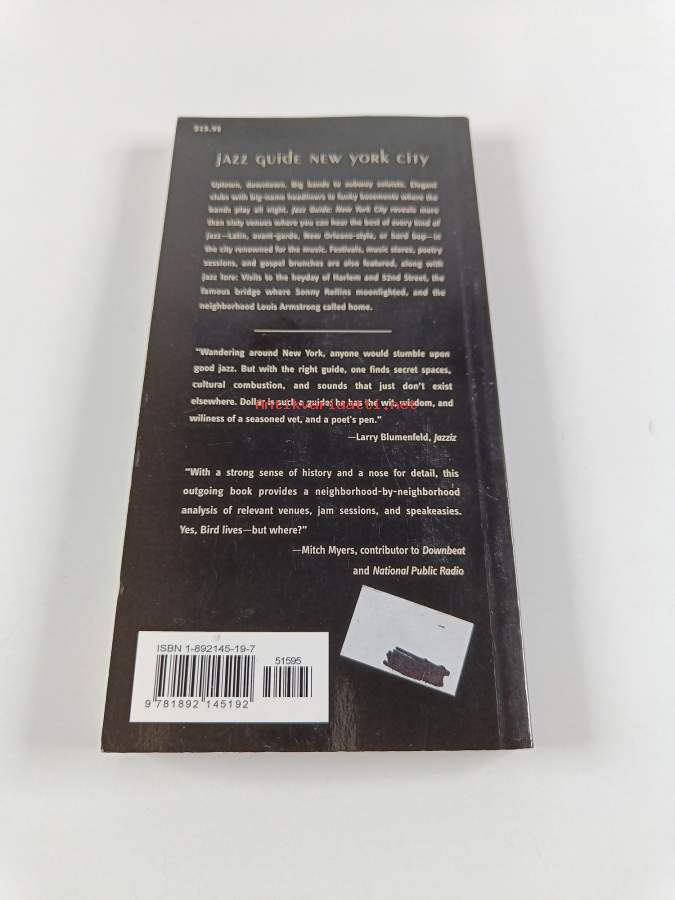 $15.95
JAZZ GUIDE NEW YORK CITY
Uptown, downtown. Big bands to subway soloists. Elegant
clubs with big-name headliners to funky basements where the
bands play all night. Jazz Guide: New York City reveals more
than sixty venues where you can hear the best of every kind of
jazz—Latin, avant-garde, New Orleans-style, or hard bop—in
the city renowned for the music. Festivals, music stores, poetry
sessions, and gospel brunches are also featured, along with
jazz lore: Visits to the heyday of Harlem and 52nd Street, the
famous bridge where Sonny Rollins moonlighted, and the
neighborhood Louis Armstrong called home.
"Wandering around New York, anyone would stumble upon
good jazz. But with the right guide, one finds secret spaces,
cultural combustion, and sounds that just don't exist
elsewhere. Dollar is such a guide; he has the wit, wisdom, and
Antikvariaatti.net
wiliness of a seasoned vet, and a poet's pen."
—Larry Blumenfeld, Jazziz
"With a strong sense of history and a nose for detail, this
outgoing book provides a neighborhood-by-neighborhood
analysis of relevant venues, jam sessions, and speakeasies.
Yes, Bird lives—but where?"
—Mitch Myers, contributor to Downbeat
and National Public Radio
ISBN 1-892145-19-7
51595
9 781892 145192